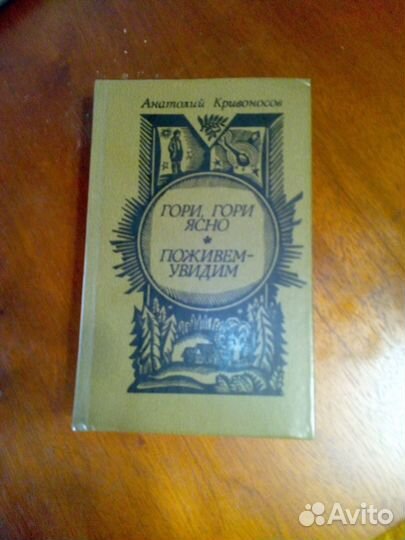 Анатолий Кривоносов
ГОРИ, ГОРИ
ЯСНО
*
ПОЖИВЕМ-
УВИДИМ
Avito